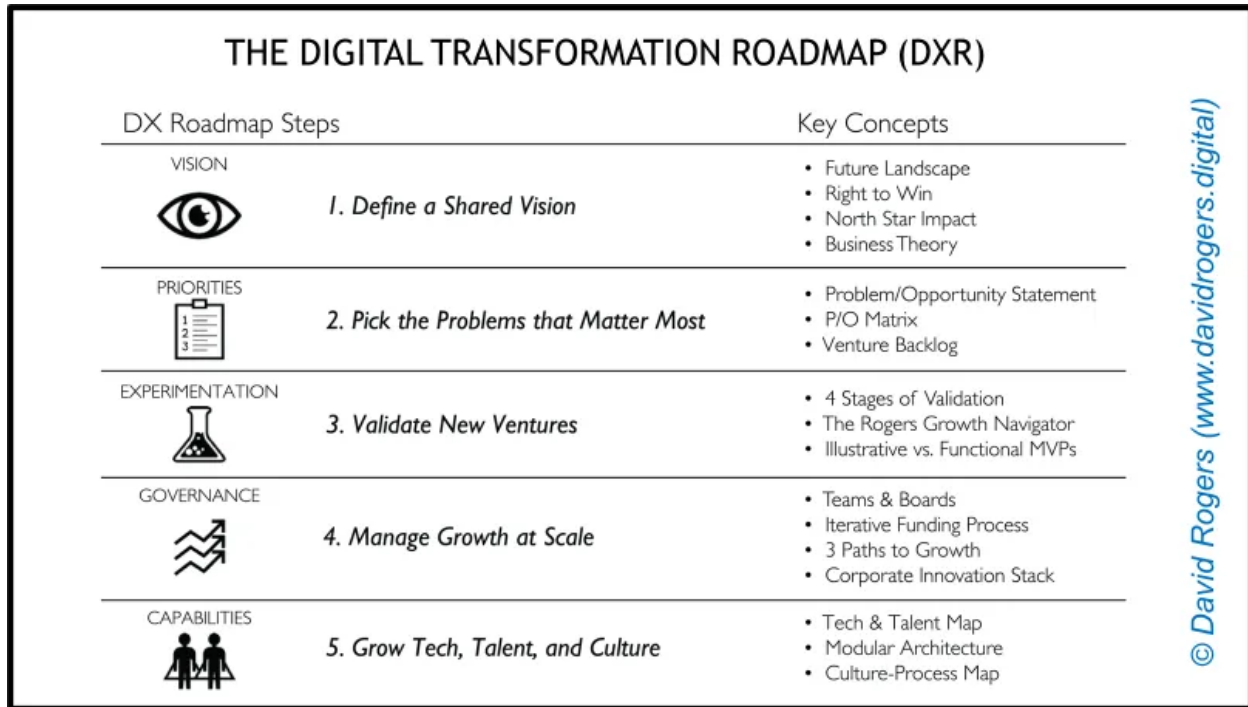 THE DIGITAL TRANSFORMATION ROADMAP (DXR)
DX Roadmap Steps
Key Concepts
VISION
1. Define a Shared Vision
• Future Landscape
• Right to Win
• North Star Impact
• Business Theory
PRIORITIES
1
2
3
2. Pick the Problems that Matter Most
• Problem/Opportunity Statement
• P/O Matrix
• Venture Backlog
EXPERIMENTATION
3. Validate New Ventures
• 4 Stages of Validation
• The Rogers Growth Navigator
• Illustrative vs. Functional MVPs
GOVERNANCE
4. Manage Growth at Scale
• Teams & Boards
• Iterative Funding Process
• 3 Paths to Growth
• Corporate Innovation Stack
CAPABILITIES
5. Grow Tech, Talent, and Culture
• Tech & Talent Map
• Modular Architecture
• Culture-Process Map
© David Rogers (www.davidrogers.digital)